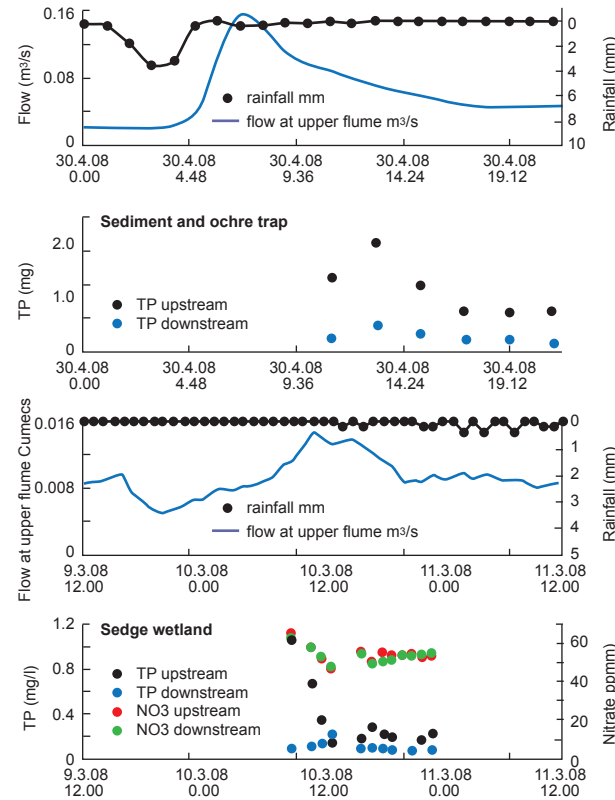 0.16
0.08
0
Flow (m³/s)
0
2
4
6
8
10
Rainfall (mm)
rainfall mm
flow at upper flume m³/s
30.4.08 30.4.08 30.4.08 30.4.08 30.4.08
0.00 4.48 9.36 14.24 19.12
Sediment and ochre trap
2.0
1.0
0
TP (mg)
TP upstream
TP downstream
30.4.08 30.4.08 30.4.08 30.4.08 30.4.08
0.00 4.48 9.36 14.24 19.12
0.016
0.008
0
Flow at upper flume Cumecs
0
1
2
3
4
5
Rainfall (mm)
rainfall mm
flow at upper flume m³/s
9.3.08 10.3.08 10.3.08 11.3.08 11.3.08
12.00 0.00 12.00 0.00 12.00
Sedge wetland
1.2
0.8
0.4
0
TP (mg/l)
60
40
20
0
Nitrate ppmm)
TP upstream
TP downstream
NO3 upstream
NO3 downstream
9.3.08 10.3.08 10.3.08 11.3.08 11.3.08
12.00 0.00 12.00 0.00 12.00